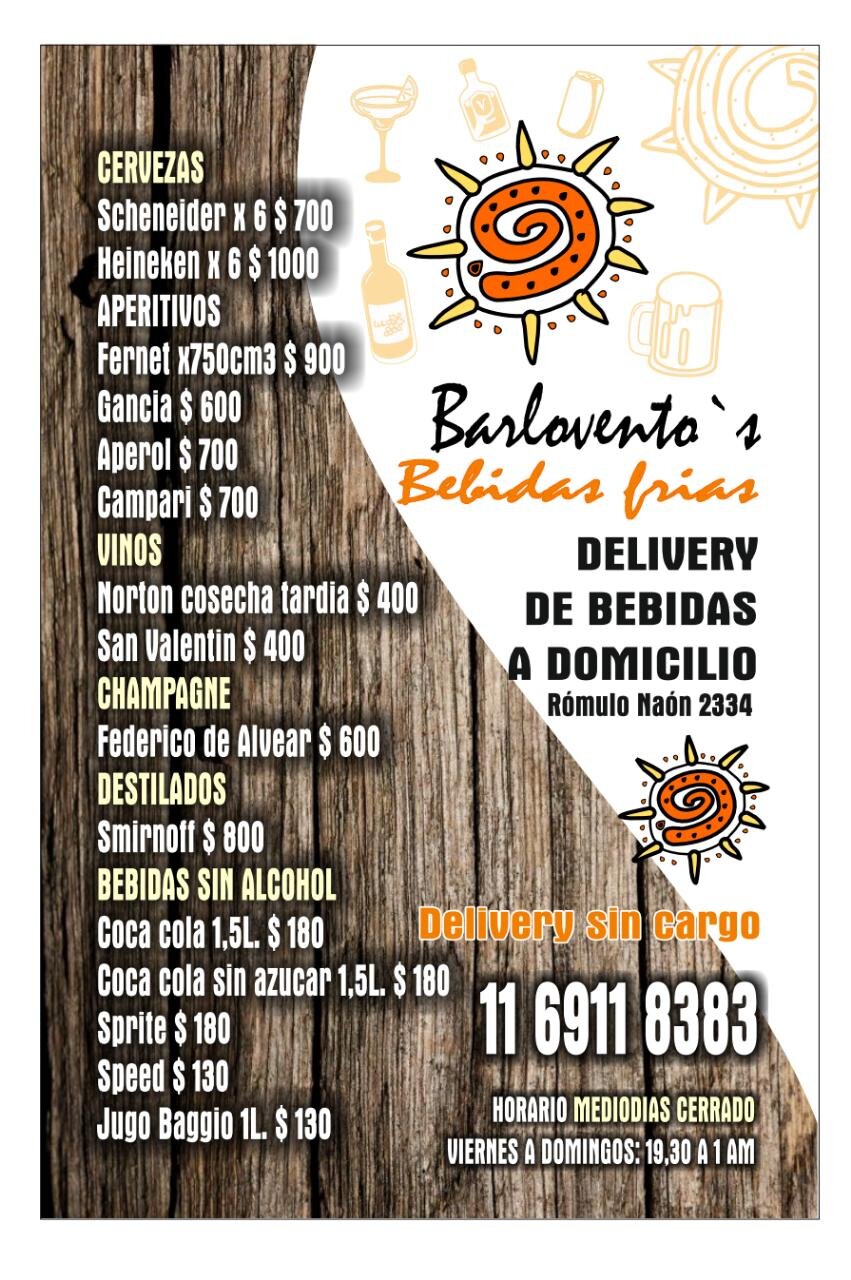 CERVEZAS
Scheneider x 6 $ 700
Heineken x 6 $ 1000
APERITIVOS
Fernet x750cm3 $ 900
Gancia $ 600
Aperol $ 700
Campari $ 700
VINOS
Norton cosecha tardia $ 400
San Valentin $ 400
CHAMPAGNE
Federico de Alvear $ 600
DESTILADOS
Smirnoff $ 800
BEBIDAS SIN ALCOHOL
Coca cola 1,5L. $ 180
Coca cola sin azucar 1,5L. $ 180
Sprite $ 180
Speed $ 130
Jugo Baggio 1L. $ 130
Barlovento`s
Bebidas frias
DELIVERY
DE BEBIDAS
A DOMICILIO
Rómulo Naón 2334
Delivery sin cargo
11 6911 8383
HORARIO MEDIODIAS CERRADO
VIERNES A DOMINGOS: 19,30 A 1 AM